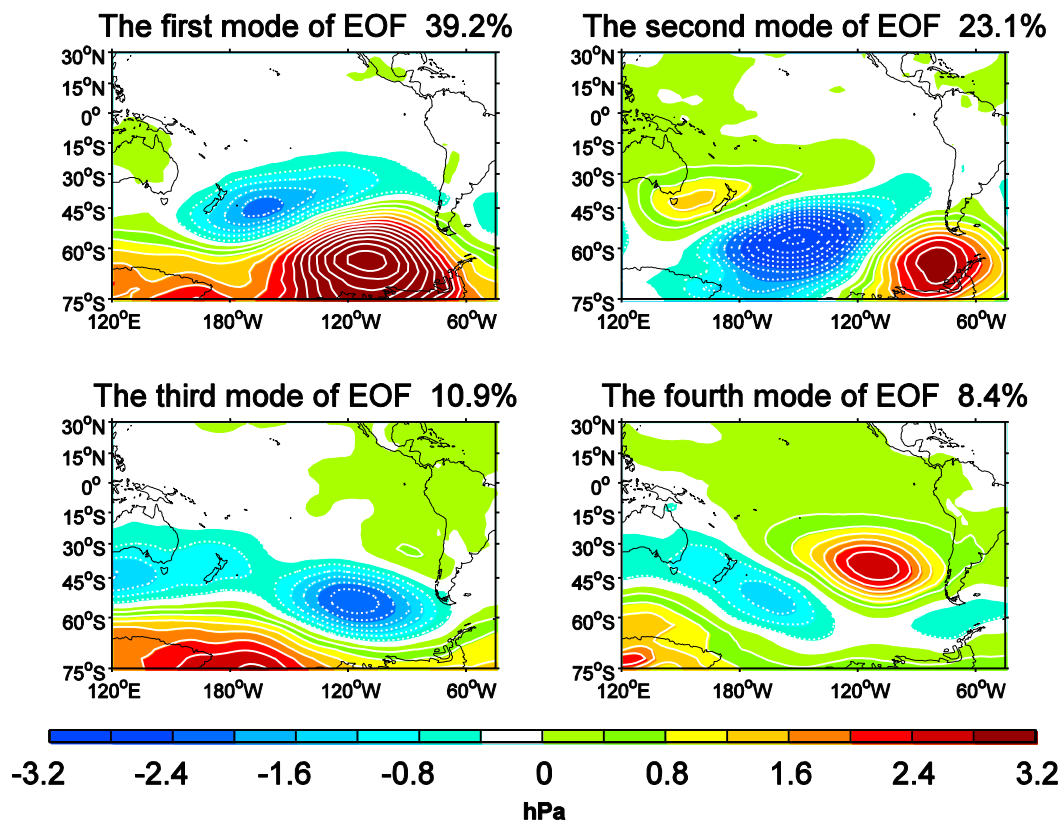 The first mode of EOF 39.2%
The second mode of EOF 23.1%
30°N
15°N
0°
15°S
30°S
45°S
60°S
75°S
120°E 180°W 120°W 60°W
30°N
15°N
0°
15°S
30°S
45°S
60°S
75°S
120°E 180°W 120°W 60°W
The third mode of EOF 10.9%
The fourth mode of EOF 8.4%
30°N
15°N
0°
15°S
30°S
45°S
60°S
75°S
120°E 180°W 120°W 60°W
30°N
15°N
0°
15°S
30°S
45°S
60°S
75°S
120°E 180°W 120°W 60°W
-3.2 -2.4 -1.6 -0.8 0 0.8 1.6 2.4 3.2
hPa